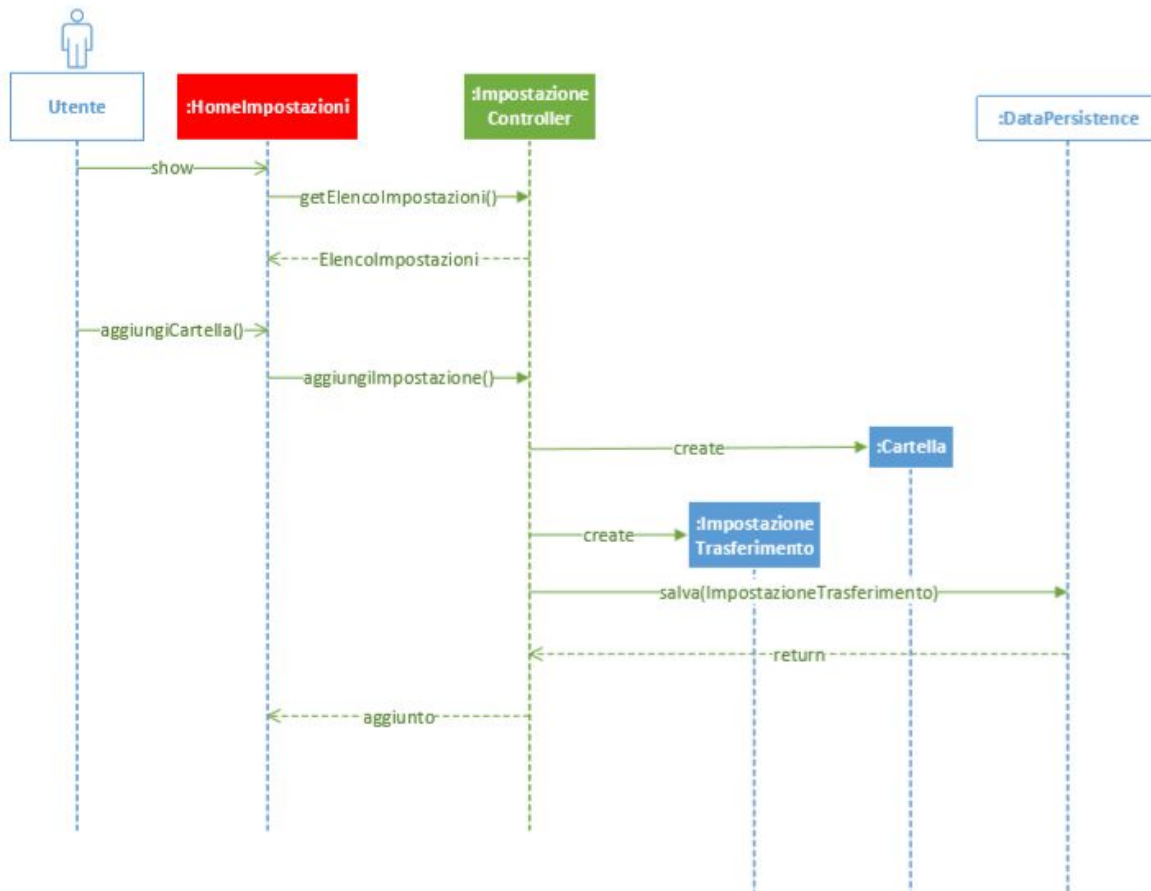 Utente
:HomeImpostazioni
:Impostazione
Controller
:DataPersistence
show
getElencoImpostazioni()
ElencoImpostazioni
aggiungiCartella()
aggiungiImpostazione()
create
:Cartella
create
:Impostazione
Trasferimento
salva(ImpostazioneTrasferimento)
return
aggiunto